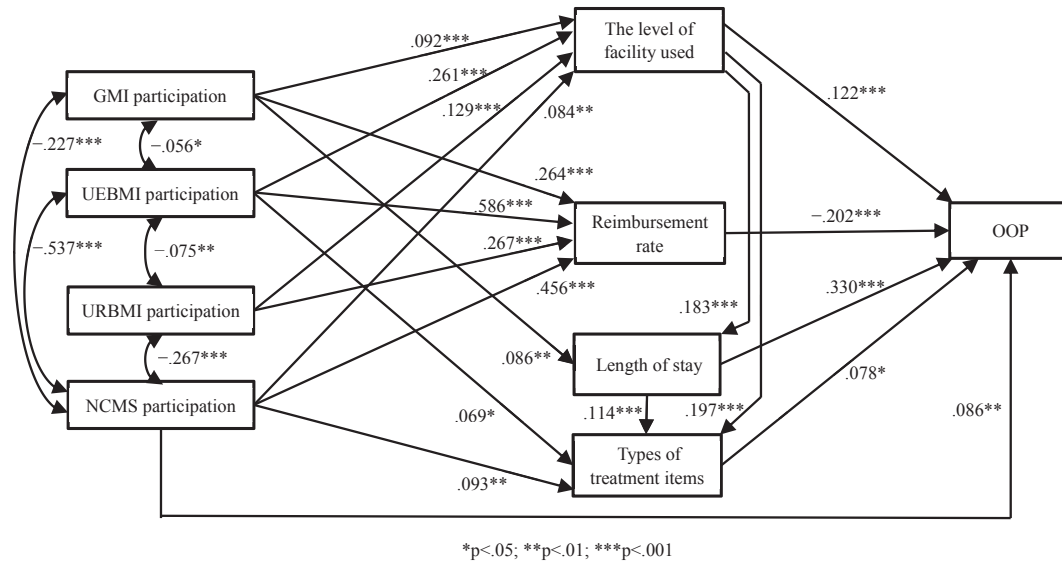 The level of
facility used
.092***
.261***
GMI participation
.129***
.084**
.122***
−.227***
−.056*
.264***
UEBMI participation
.586***
Reimbursement
rate
−.202***
OOP
−.537***
−.075**
.267***
.456***
.330***
URBMI participation
.183***
−.267***
.086**
Length of stay
.078*
NCMS participation
.069*
.114***
.197***
.086**
Types of
treatment items
.093**
*p<.05; **p<.01; ***p<.001